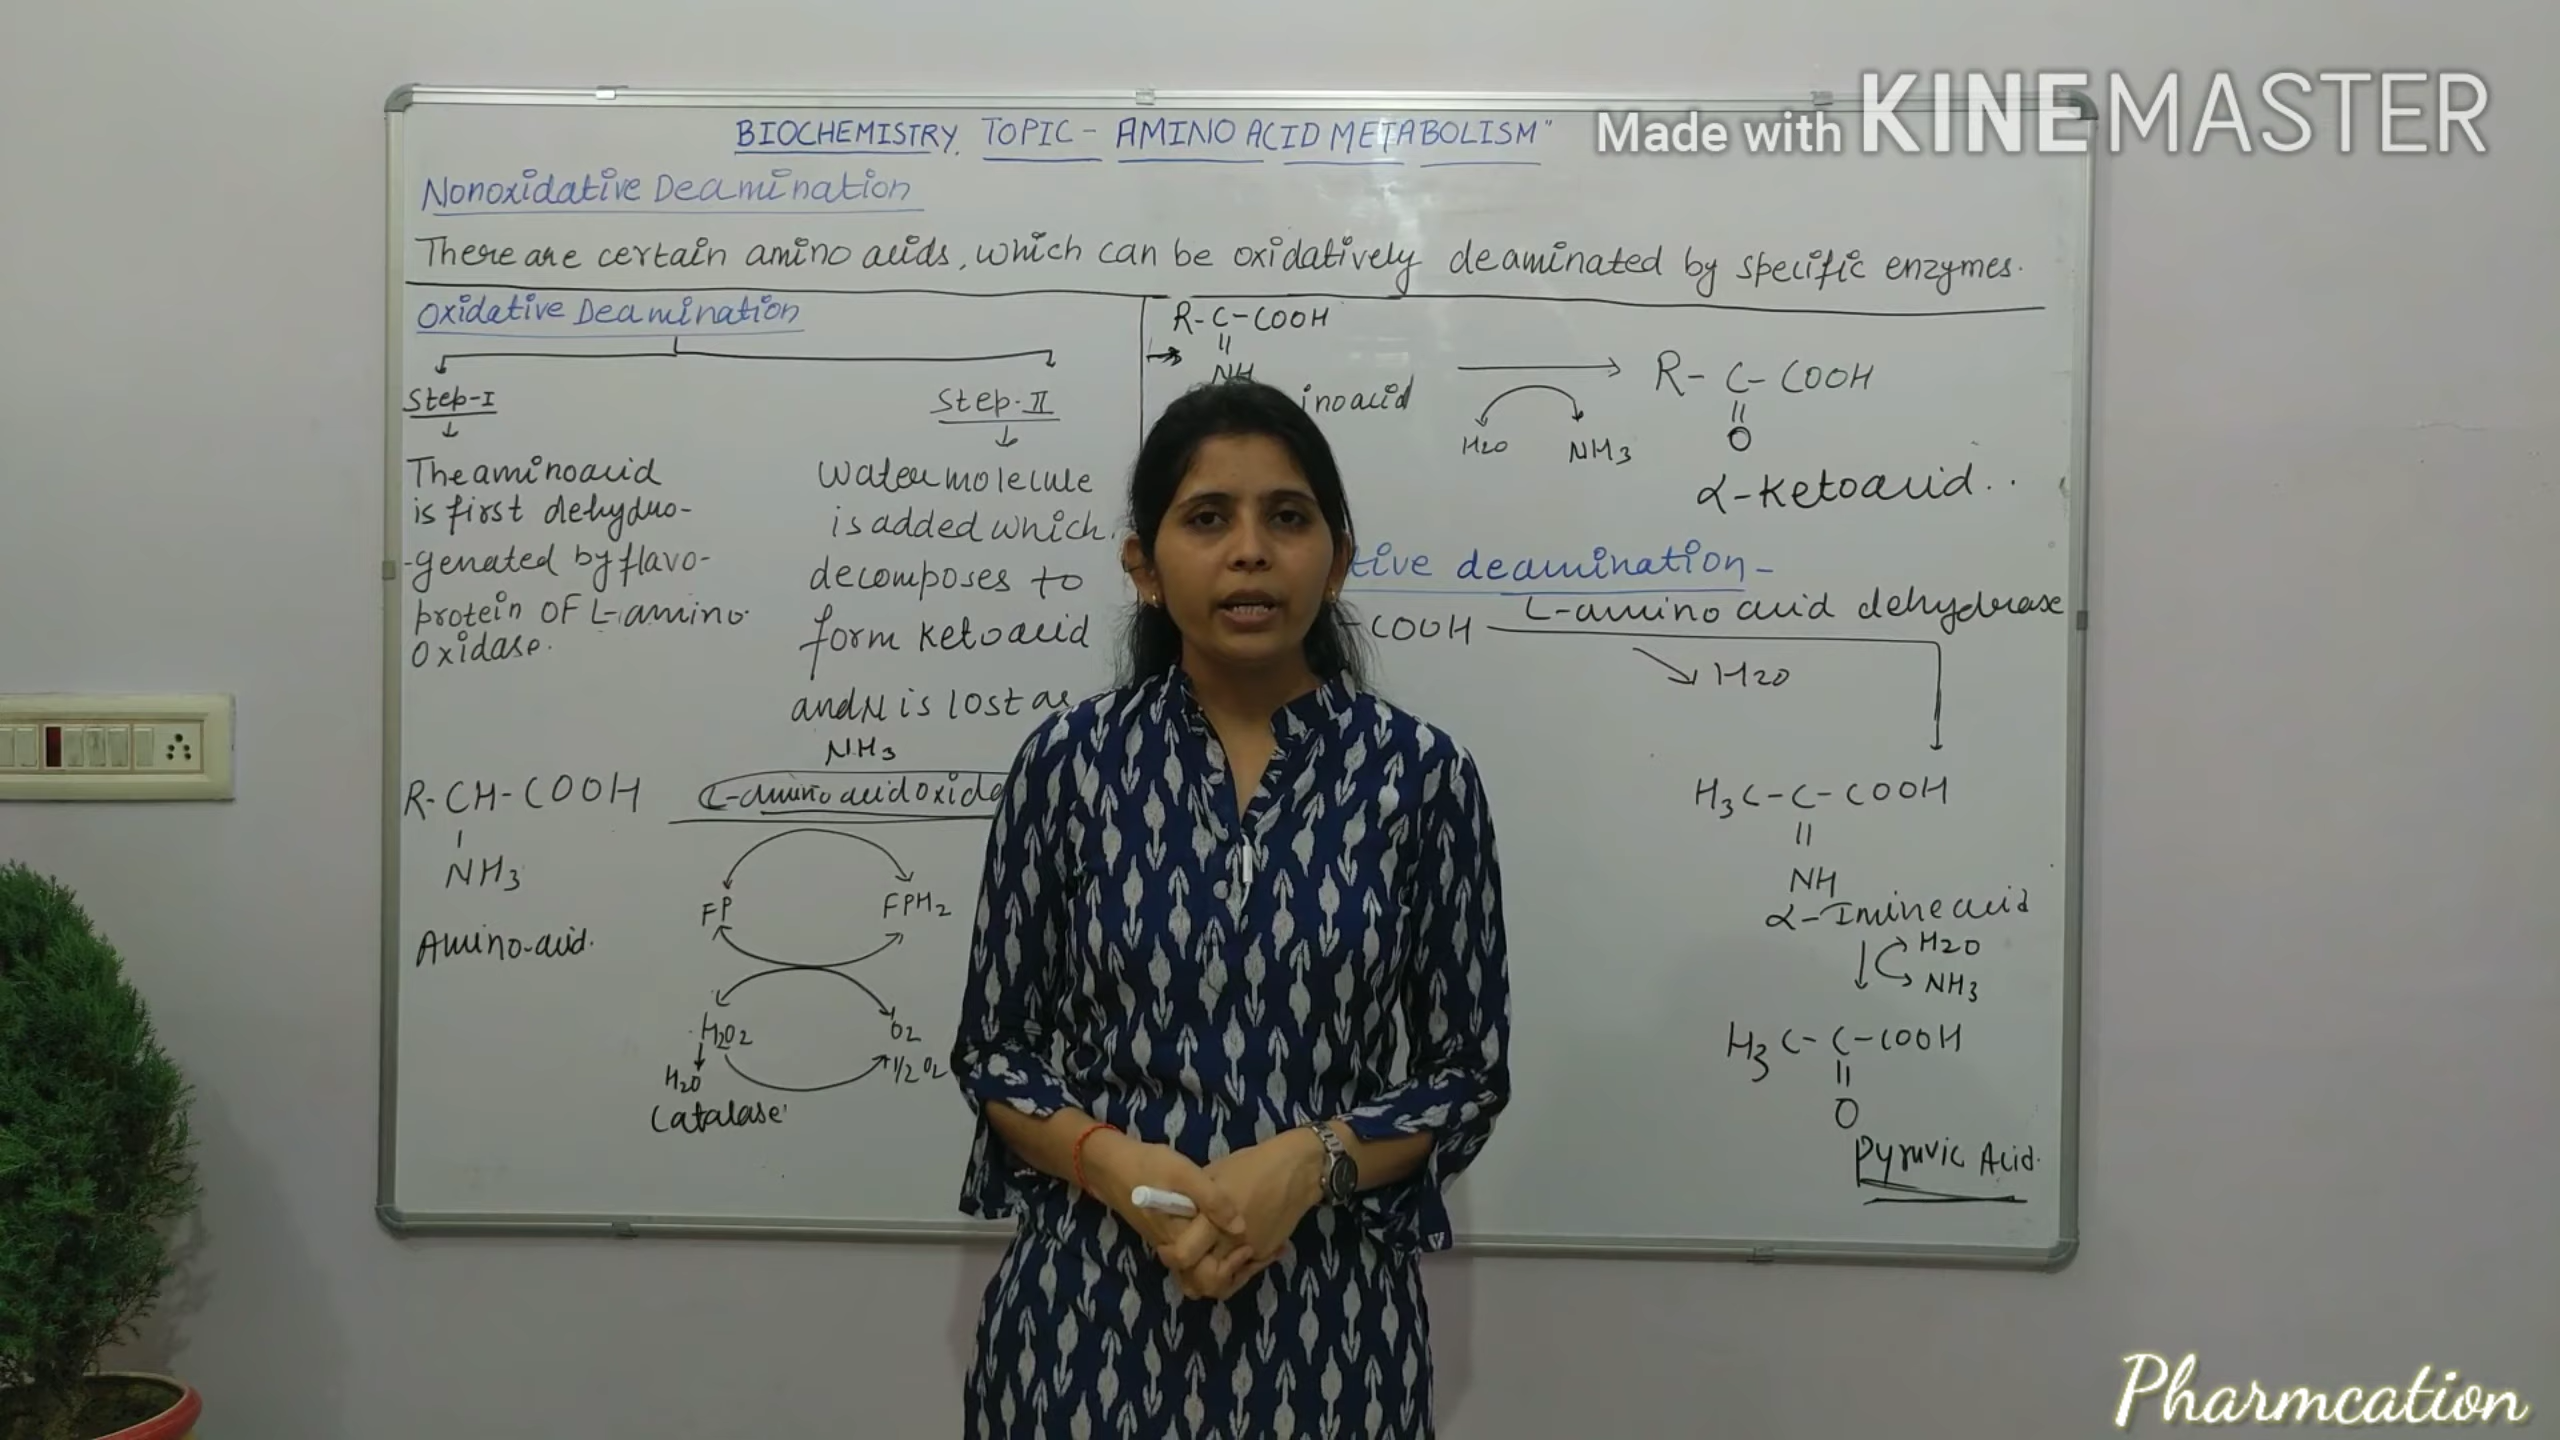 Made with KINEMASTER
BIOCHEMISTRY. TOPIC - AMINO ACID METABOLISM"
Nonoxidative Deamination
There are certain amino acids, which can be oxidatively deaminated by specific enzymes.
Oxidative Deamination
Step-I
The aminoacid
is first dehydro-
-genated by flavo-
protein OF L-amino
Oxidase.
Step-II
Water molecule
is added which
decomposes to
form Ketoacid
and N is lost as
NH3
R-CH-COOH
NH3
Amino-acid.
L-amino acid oxida
FP
FPH2
H2O2
O2
H2O
1/2 O2
Catalase
R-C-COOH
NH
inoacid
H2O
NH3
R-C-COOH
O
α-Ketoacid..
tive deamination-
-COOH
L-amino acid dehydrase
H2O
H3C-C-COOH
NH
α-Imine acid
H2O
NH3
H3C-C-COOH
O
Pyruvic Acid.
Pharmcation